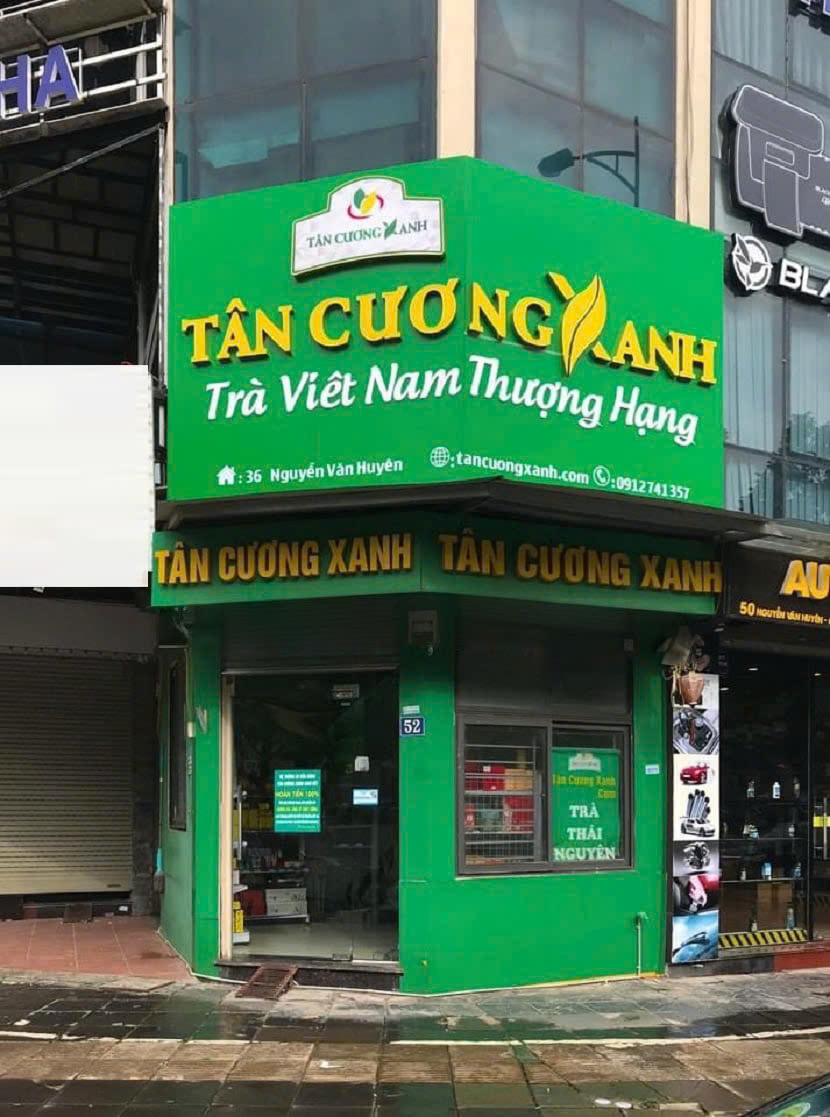 HA
TÂN CƯƠNG XANH
TÂN CƯƠNG XANH
Trà Viêt Nam Thượng Hạng
: 36 Nguyễn Văn Huyên
: tancuongxanh.com
: 0912741357
BLA
TÂN CƯƠNG XANH
TÂN CƯƠNG XANH
AU
50 NGUYỄN VĂN HUYÊN -
52
HOÀN TIỀN 100%
Tân Cương Xanh
.Com
TRÀ
THÁI
NGUYÊN